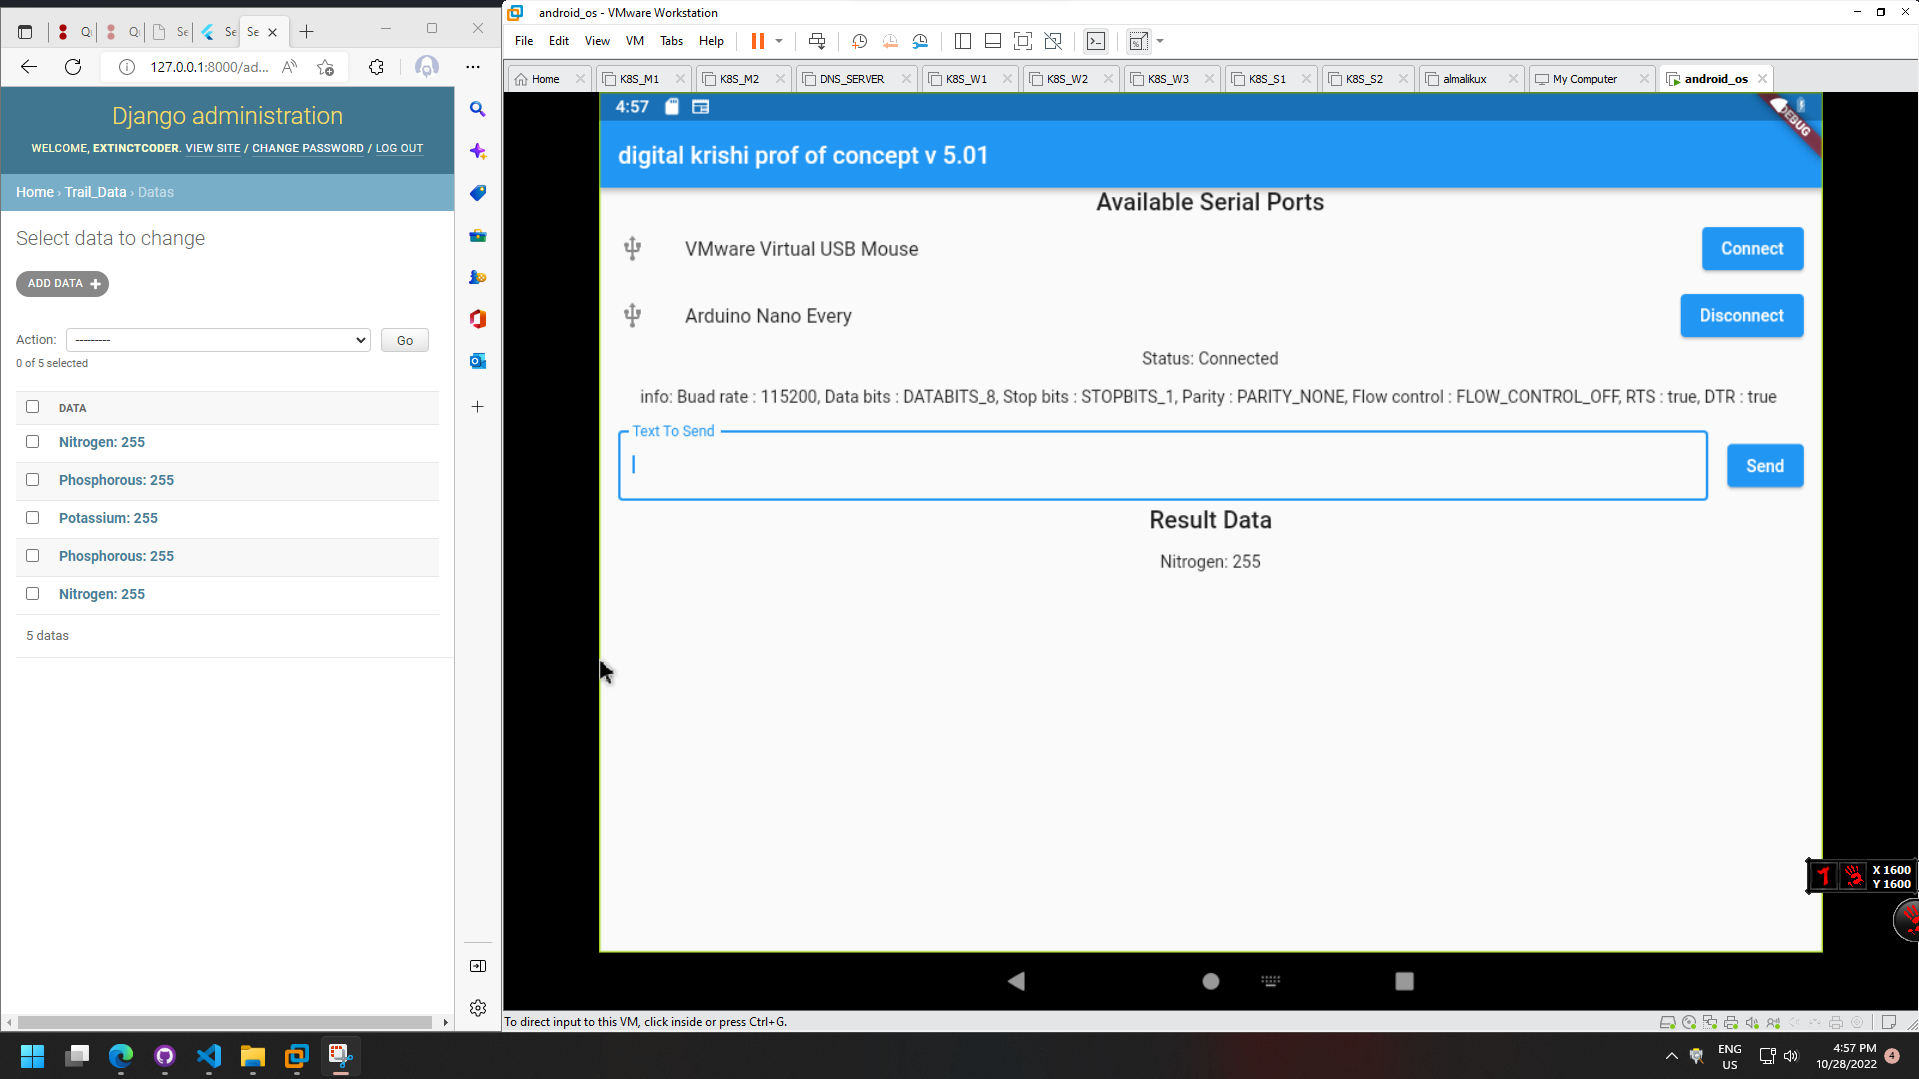 Qu
Q
Se
Se
Se
127.0.0.1:8000/ad...
Django administration
WELCOME, EXTINCTCODER. VIEW SITE / CHANGE PASSWORD / LOG OUT
Home › Trail_Data › Datas
Select data to change
ADD DATA +
Action: --------- Go
0 of 5 selected
DATA
Nitrogen: 255
Phosphorous: 255
Potassium: 255
Phosphorous: 255
Nitrogen: 255
5 datas
android_os - VMware Workstation
File Edit View VM Tabs Help
Home K8S_M1 K8S_M2 DNS_SERVER K8S_W1 K8S_W2 K8S_W3 K8S_S1 K8S_S2 almalikux My Computer android_os
4:57
DEBUG
digital krishi prof of concept v 5.01
Available Serial Ports
VMware Virtual USB Mouse Connect
Arduino Nano Every Disconnect
Status: Connected
info: Buad rate : 115200, Data bits : DATABITS_8, Stop bits : STOPBITS_1, Parity : PARITY_NONE, Flow control : FLOW_CONTROL_OFF, RTS : true, DTR : true
Text To Send
Send
Result Data
Nitrogen: 255
X 1600
Y 1600
To direct input to this VM, click inside or press Ctrl+G.
ENG
US
4:57 PM
10/28/2022
4